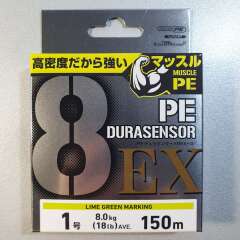 高密度だから強い
マッスル
MUSCLE
PE
8
PE
DURASENSOR
EX
LIME GREEN MARKING
1号
8.0kg
(18lb)AVE.
150m